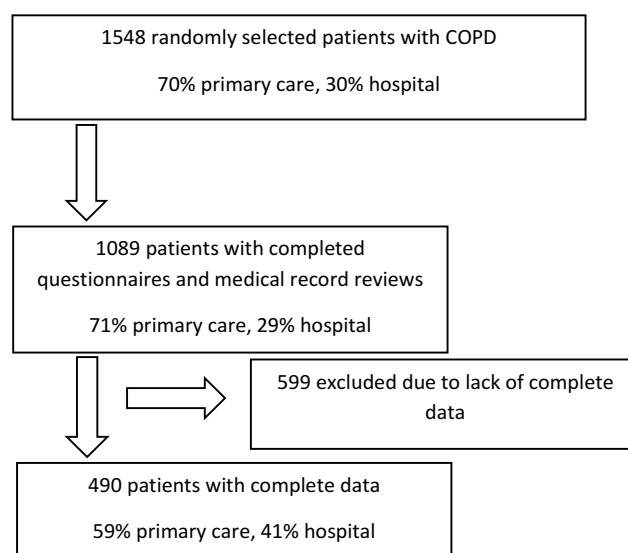 1548 randomly selected patients with COPD
70% primary care, 30% hospital
1089 patients with completed
questionnaires and medical record reviews
71% primary care, 29% hospital
599 excluded due to lack of complete
data
490 patients with complete data
59% primary care, 41% hospital